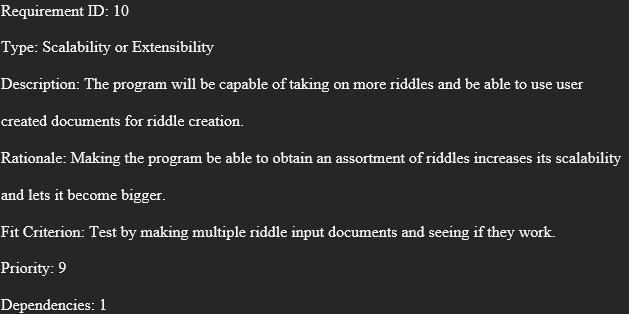 Requirement ID: 10
Type: Scalability or Extensibility
Description: The program will be capable of taking on more riddles and be able to use user
created documents for riddle creation.
Rationale: Making the program be able to obtain an assortment of riddles increases its scalability
and lets it become bigger.
Fit Criterion: Test by making multiple riddle input documents and seeing if they work.
Priority: 9
Dependencies: 1